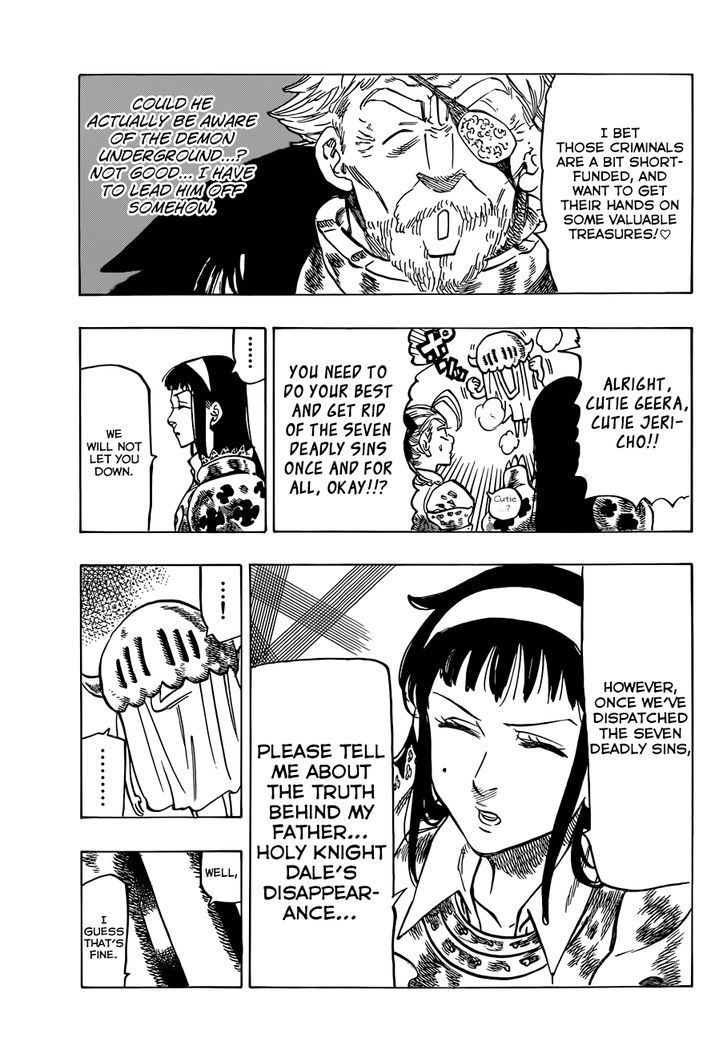 I BET
THOSE CRIMINALS
ARE A BIT SHORT-
FUNDED, AND
WANT TO GET
THEIR HANDS ON
SOME VALUABLE
TREASURES!♡
COULD HE
ACTUALLY BE AWARE
OF THE DEMON
UNDERGROUND...?
NOT GOOD... I HAVE
TO LEAD HIM OFF
SOMEHOW.
ALRIGHT,
CUTIE GEERA,
CUTIE JERI-
CHO!!
Cutie
...?
YOU NEED TO
DO YOUR BEST
AND GET RID
OF THE SEVEN
DEADLY SINS
ONCE AND FOR
ALL, OKAY!!?
........
WE
WILL NOT
LET YOU
DOWN.
HOWEVER,
ONCE WE'VE
DISPATCHED
THE SEVEN
DEADLY SINS,
PLEASE TELL
ME ABOUT
THE TRUTH
BEHIND MY
FATHER...
HOLY KNIGHT
DALE'S
DISAPPEAR-
ANCE...
......!
........
WELL,
I
GUESS
THAT'S
FINE.